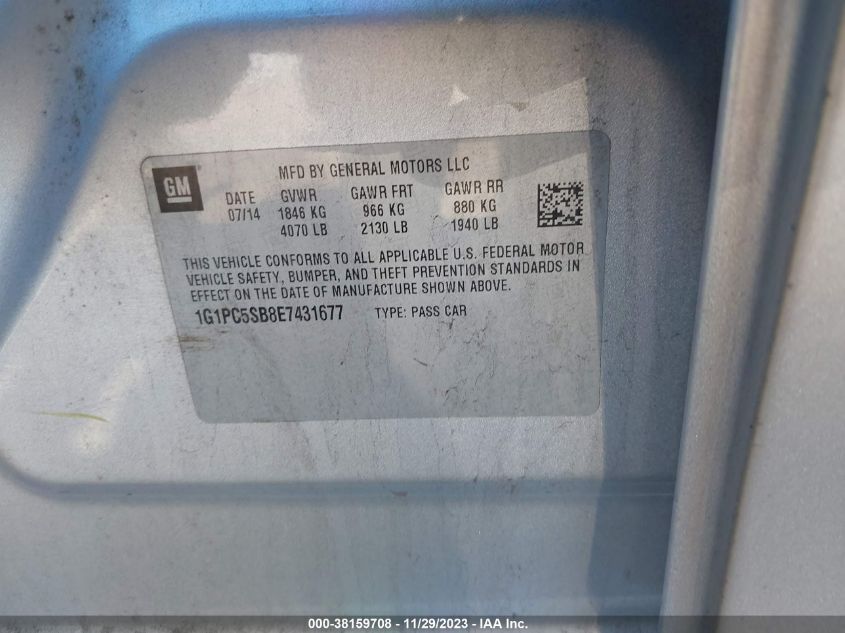 GM
MFD BY GENERAL MOTORS LLC
DATE GVWR GAWR FRT GAWR RR
07/14 1846 KG 966 KG 880 KG
4070 LB 2130 LB 1940 LB
THIS VEHICLE CONFORMS TO ALL APPLICABLE U.S. FEDERAL MOTOR
VEHICLE SAFETY, BUMPER, AND THEFT PREVENTION STANDARDS IN
EFFECT ON THE DATE OF MANUFACTURE SHOWN ABOVE.
1G1PC5SB8E7431677 TYPE: PASS CAR
000-38159708 - 11/29/2023 - IAA Inc.